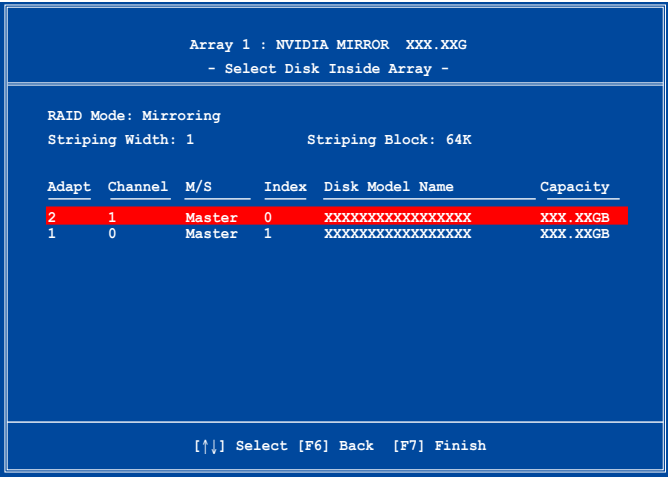 Array 1 : NVIDIA MIRROR  XXX.XXG
- Select Disk Inside Array -
RAID Mode: Mirroring
Striping Width: 1    Striping Block: 64K
Adapt  Channel  M/S  Index  Disk Model Name  Capacity
2  1  Master  0  XXXXXXXXXXXXXXXXX  XXX.XXGB
1  0  Master  1  XXXXXXXXXXXXXXXXX  XXX.XXGB
[↑↓] Select [F6] Back  [F7] Finish